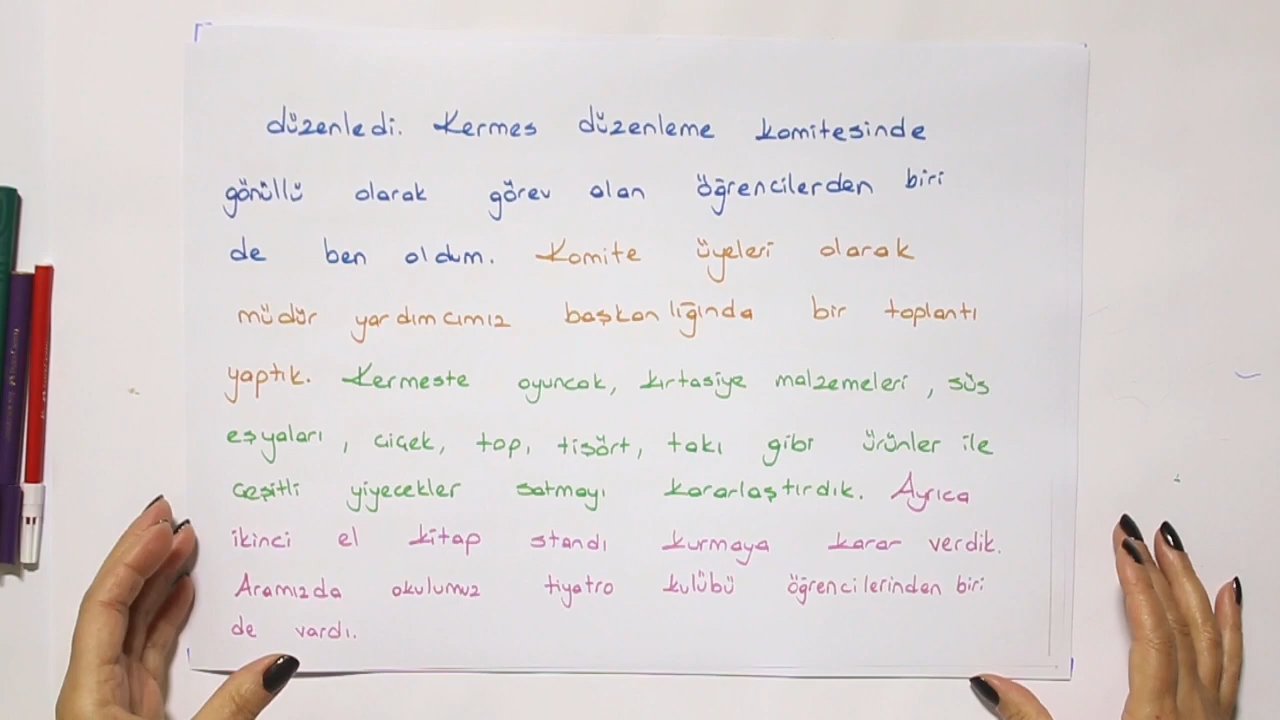 düzenledi. Kermes düzenleme komitesinde
gönüllü olarak görev alan öğrencilerden biri
de ben oldum. Komite üyeleri olarak
müdür yardımcımız başkanlığında bir toplantı
yaptık. Kermeste oyuncak, kırtasiye malzemeleri, süs
eşyaları, çiçek, top, tişört, takı gibi ürünler ile
çeşitli yiyecekler satmayı kararlaştırdık. Ayrıca
ikinci el kitap standı kurmaya karar verdik.
Aramızda okulumuz tiyatro kulübü öğrencilerinden biri
de vardı.